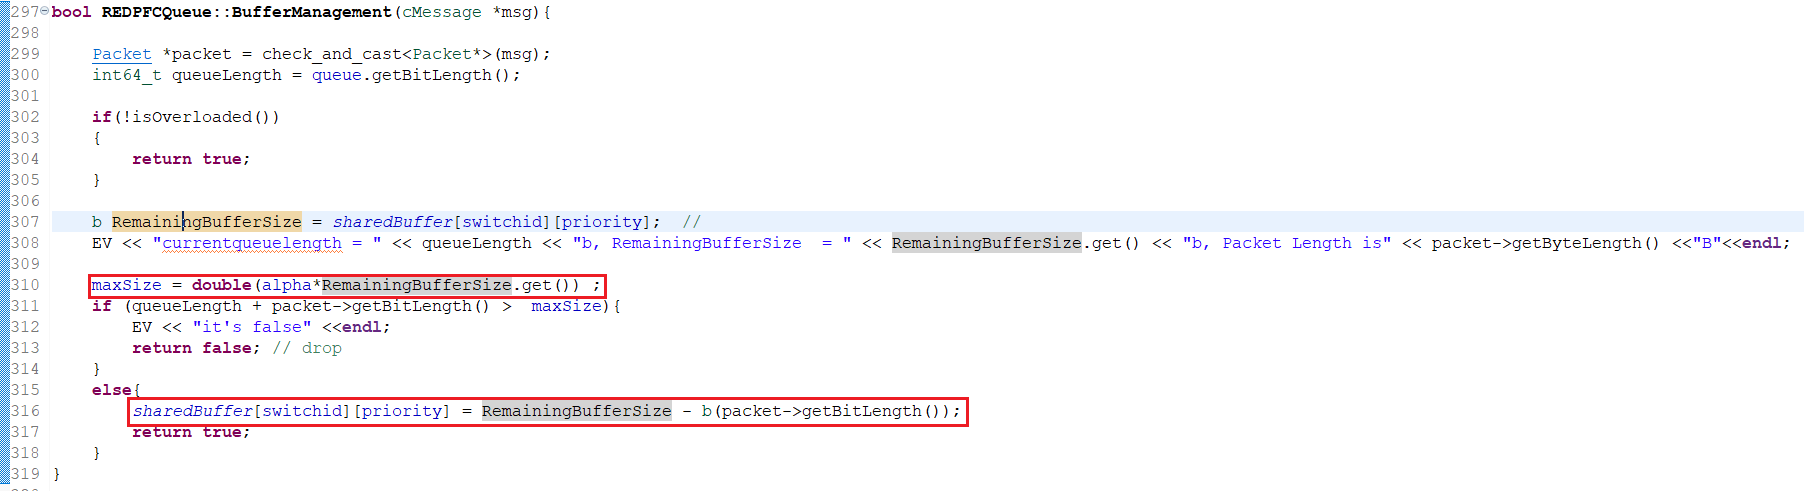 297 bool REDPFCQueue::BufferManagement(cMessage *msg){
298
299     Packet *packet = check_and_cast<Packet*>(msg);
300     int64_t queueLength = queue.getBitLength();
301
302     if(!isOverloaded())
303     {
304         return true;
305     }
306
307     b RemainingBufferSize = sharedBuffer[switchid][priority];  //
308     EV << "currentqueuelength = " << queueLength << "b, RemainingBufferSize  = " << RemainingBufferSize.get() << "b, Packet Length is" << packet->getByteLength() <<"B"<<endl;
309
310     maxSize = double(alpha*RemainingBufferSize.get()) ;
311     if (queueLength + packet->getBitLength() >  maxSize){
312         EV << "it's false" <<endl;
313         return false; // drop
314     }
315     else{
316         sharedBuffer[switchid][priority] = RemainingBufferSize - b(packet->getBitLength());
317         return true;
318     }
319 }